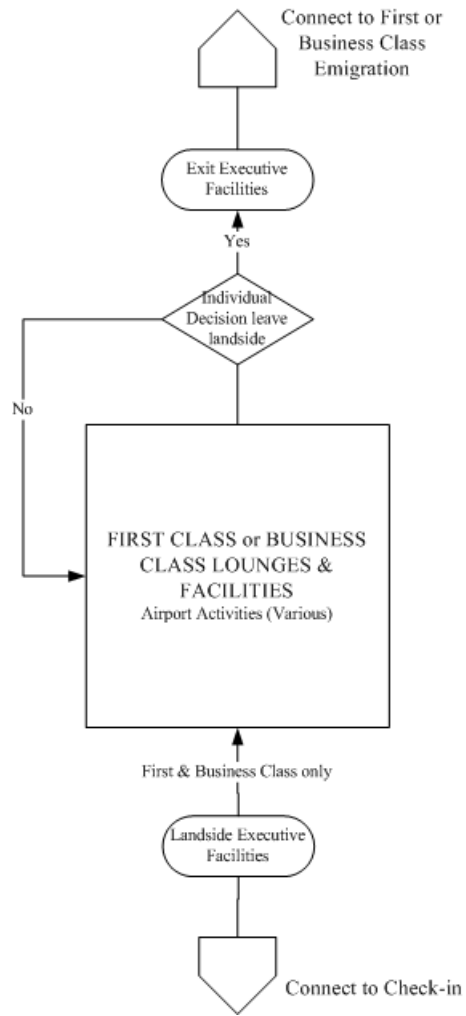 Connect to First or
Business Class
Emigration
Exit Executive
Facilities
Yes
Individual
Decision leave
landside
No
FIRST CLASS or BUSINESS
CLASS LOUNGES &
FACILITIES
Airport Activities (Various)
First & Business Class only
Landside Executive
Facilities
Connect to Check-in